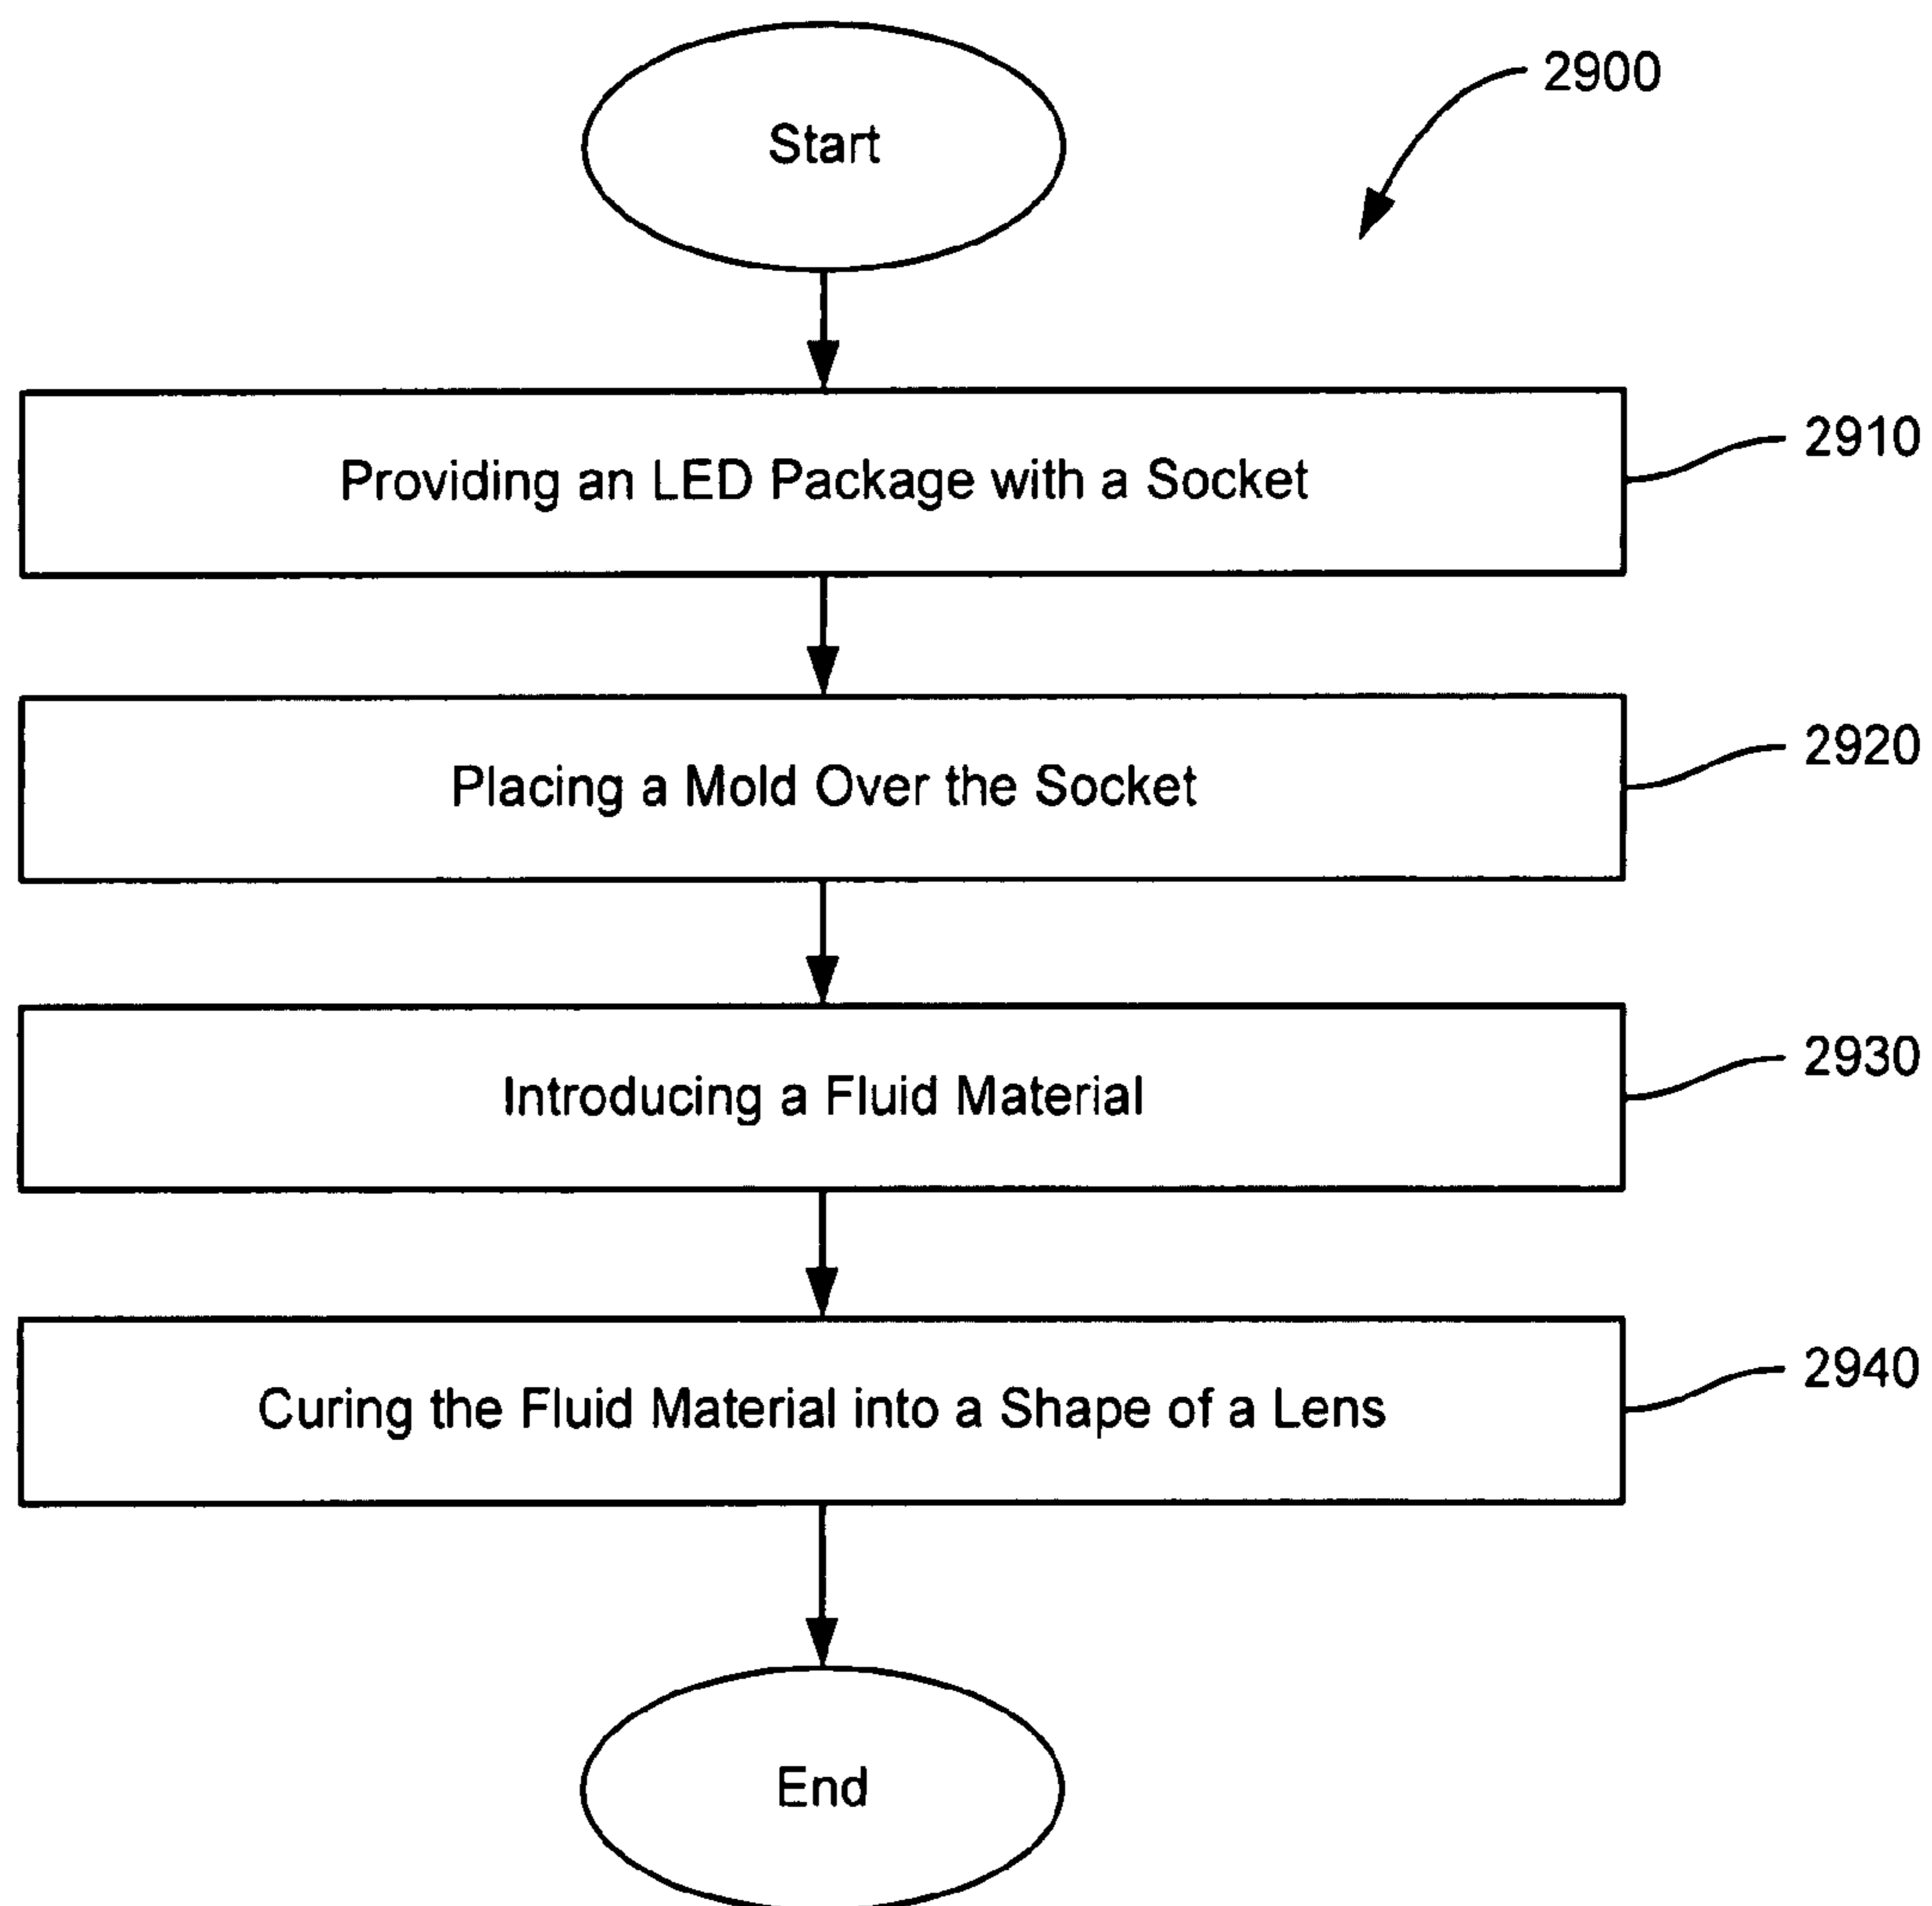 2900
Start
Providing an LED Package with a Socket
2910
Placing a Mold Over the Socket
2920
Introducing a Fluid Material
2930
Curing the Fluid Material into a Shape of a Lens
2940
End